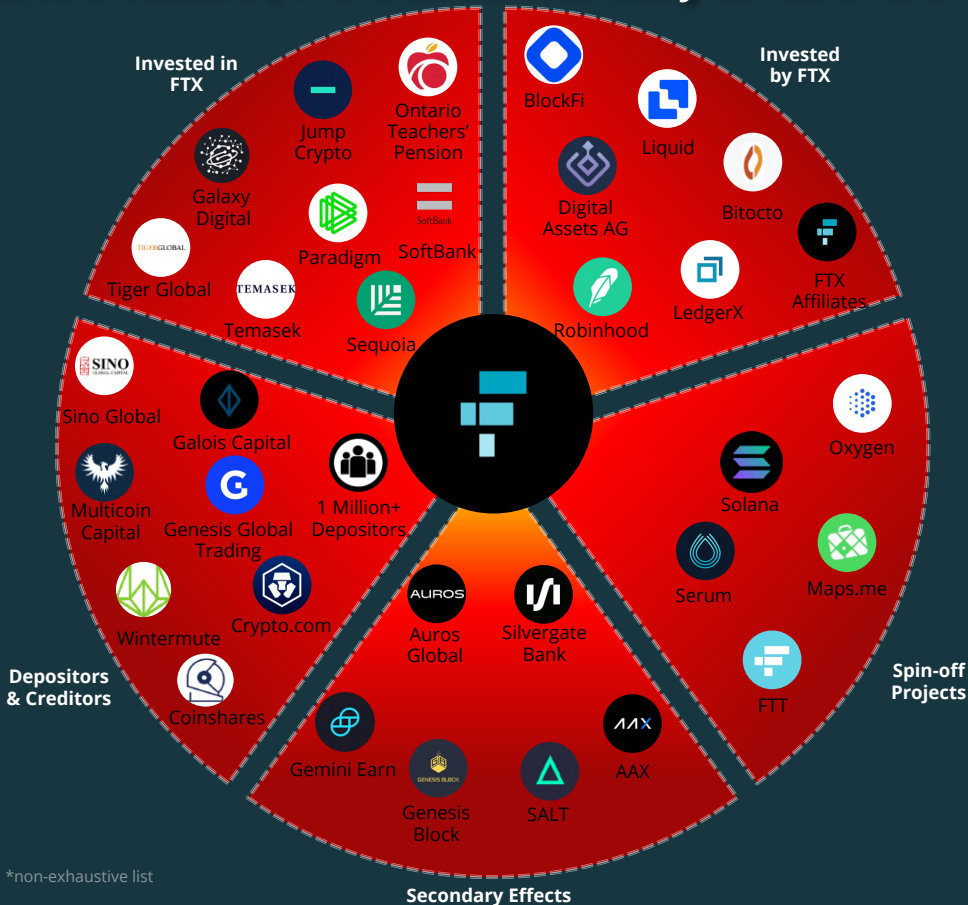 Invested in
FTX
Jump
Crypto
Ontario
Teachers’
Pension
Galaxy
Digital
Paradigm
SoftBank
SoftBank
TIGERGLOBAL
Tiger Global
TEMASEK
Temasek
Sequoia
Invested
by FTX
BlockFi
Liquid
Digital
Assets AG
Bitocto
FTX
Affiliates
Robinhood
LedgerX
SINO
GLOBAL CAPITAL
Sino Global
Galois Capital
Multicoin
Capital
G
Genesis Global
Trading
1 Million+
Depositors
Wintermute
Crypto.com
Coinshares
Depositors
& Creditors
Oxygen
Solana
Serum
Maps.me
FTT
Spin-off
Projects
AUROS
Auros
Global
Silvergate
Bank
Gemini Earn
GENESIS BLOCK
Genesis
Block
SALT
AAX
AAX
*non-exhaustive list
Secondary Effects